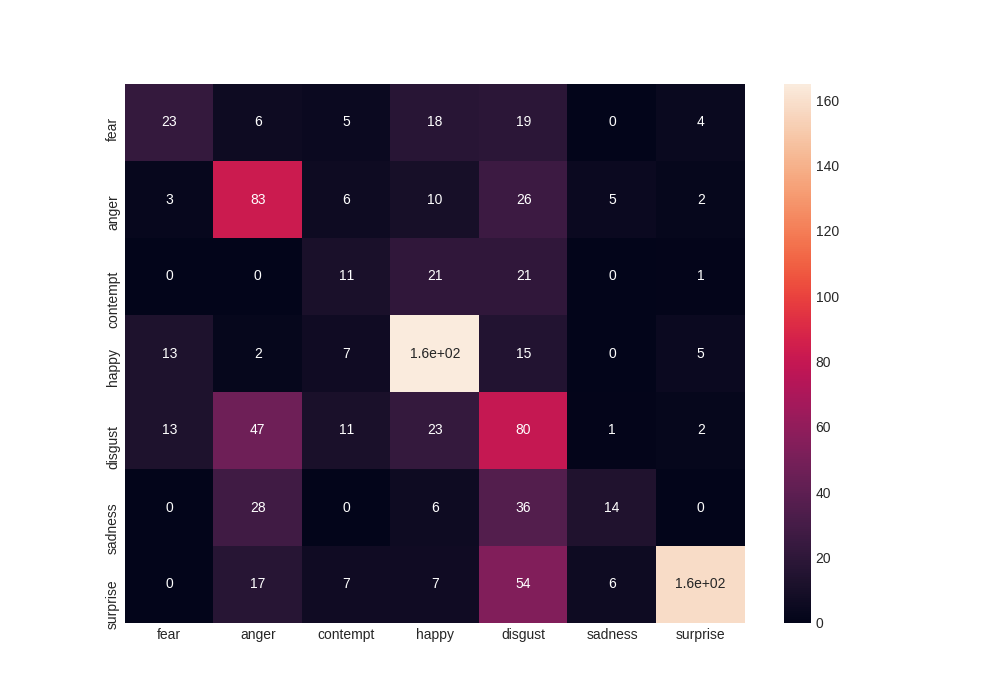 fear 23 6 5 18 19 0 4
anger 3 83 6 10 26 5 2
contempt 0 0 11 21 21 0 1
happy 13 2 7 1.6e+02 15 0 5
disgust 13 47 11 23 80 1 2
sadness 0 28 0 6 36 14 0
surprise 0 17 7 7 54 6 1.6e+02
fear anger contempt happy disgust sadness surprise
160
140
120
100
80
60
40
20
0